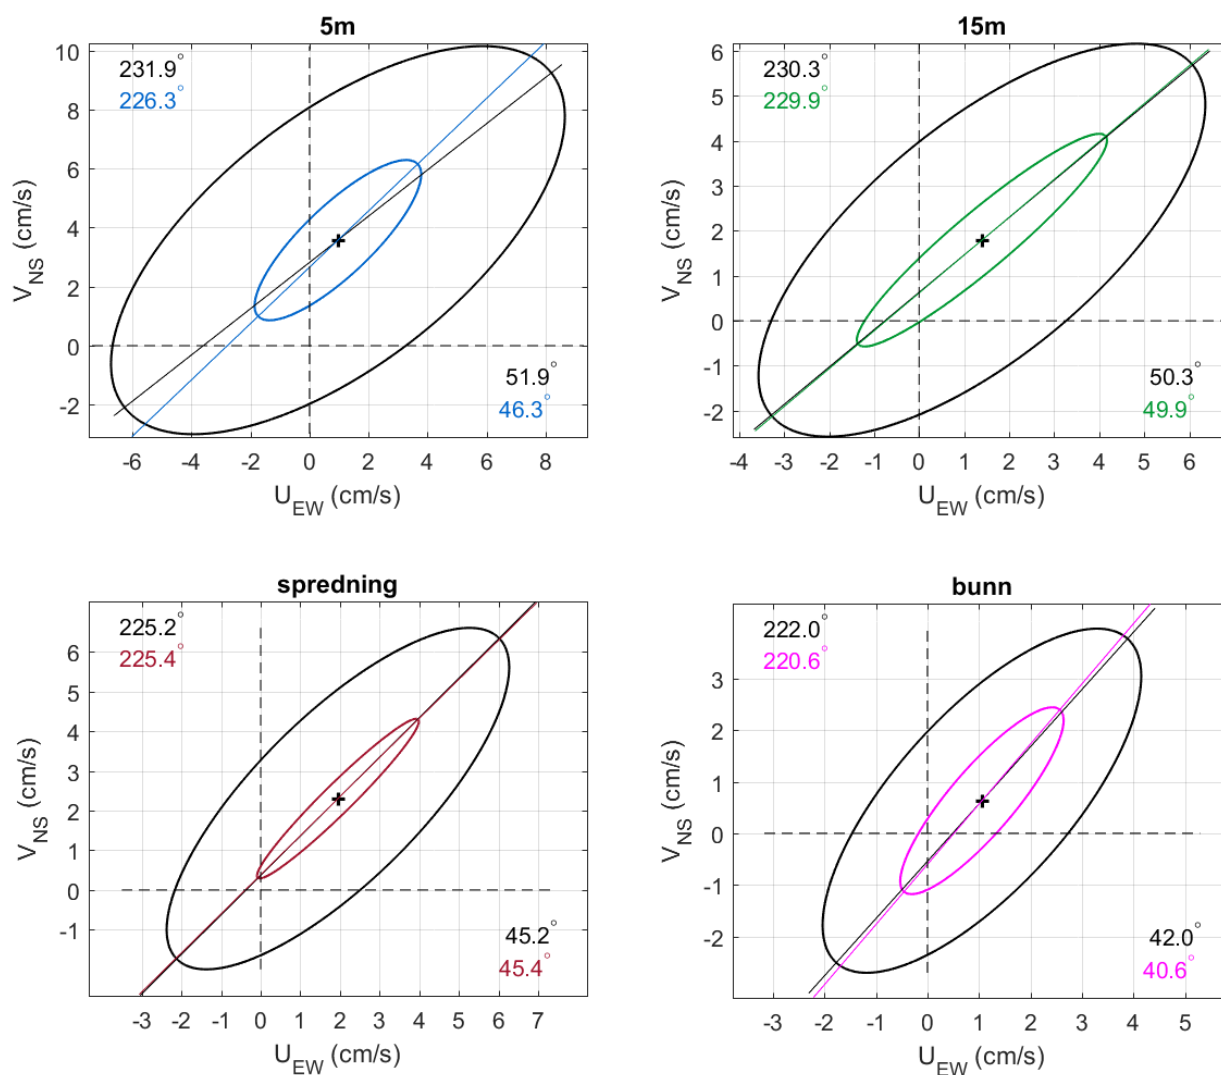 5m
231.9°
226.3°
10
8
6
4
2
0
-2
V_NS (cm/s)
51.9°
46.3°
-6 -4 -2 0 2 4 6 8
U_EW (cm/s)
15m
230.3°
229.9°
6
5
4
3
2
1
0
-1
-2
V_NS (cm/s)
50.3°
49.9°
-4 -3 -2 -1 0 1 2 3 4 5 6
U_EW (cm/s)
spredning
225.2°
225.4°
6
5
4
3
2
1
0
-1
V_NS (cm/s)
45.2°
45.4°
-3 -2 -1 0 1 2 3 4 5 6 7
U_EW (cm/s)
bunn
222.0°
220.6°
3
2
1
0
-1
-2
V_NS (cm/s)
42.0°
40.6°
-3 -2 -1 0 1 2 3 4 5
U_EW (cm/s)